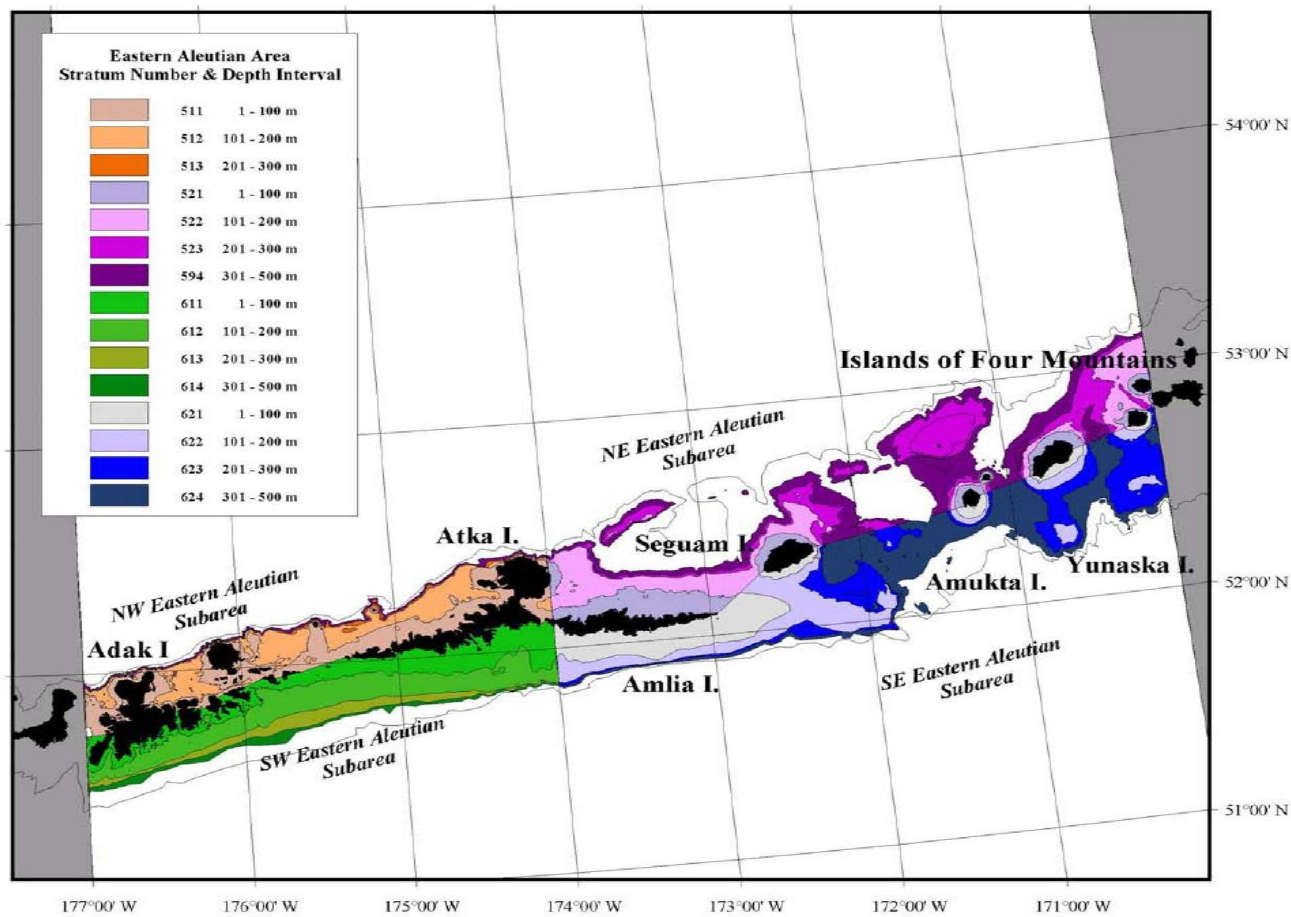 Eastern Aleutian Area
Stratum Number & Depth Interval
511 1 - 100 m
512 101 - 200 m
513 201 - 300 m
521 1 - 100 m
522 101 - 200 m
523 201 - 300 m
594 301 - 500 m
611 1 - 100 m
612 101 - 200 m
613 201 - 300 m
614 301 - 500 m
621 1 - 100 m
622 101 - 200 m
623 201 - 300 m
624 301 - 500 m
54°00' N
53°00' N
52°00' N
51°00' N
Islands of Four Mountains
NE Eastern Aleutian
Subarea
Atka I.
Seguam I.
Amukta I.
Yunaska I.
NW Eastern Aleutian
Subarea
Adak I
Amlia I.
SE Eastern Aleutian
Subarea
SW Eastern Aleutian
Subarea
177°00' W
176°00' W
175°00' W
174°00' W
173°00' W
172°00' W
171°00' W